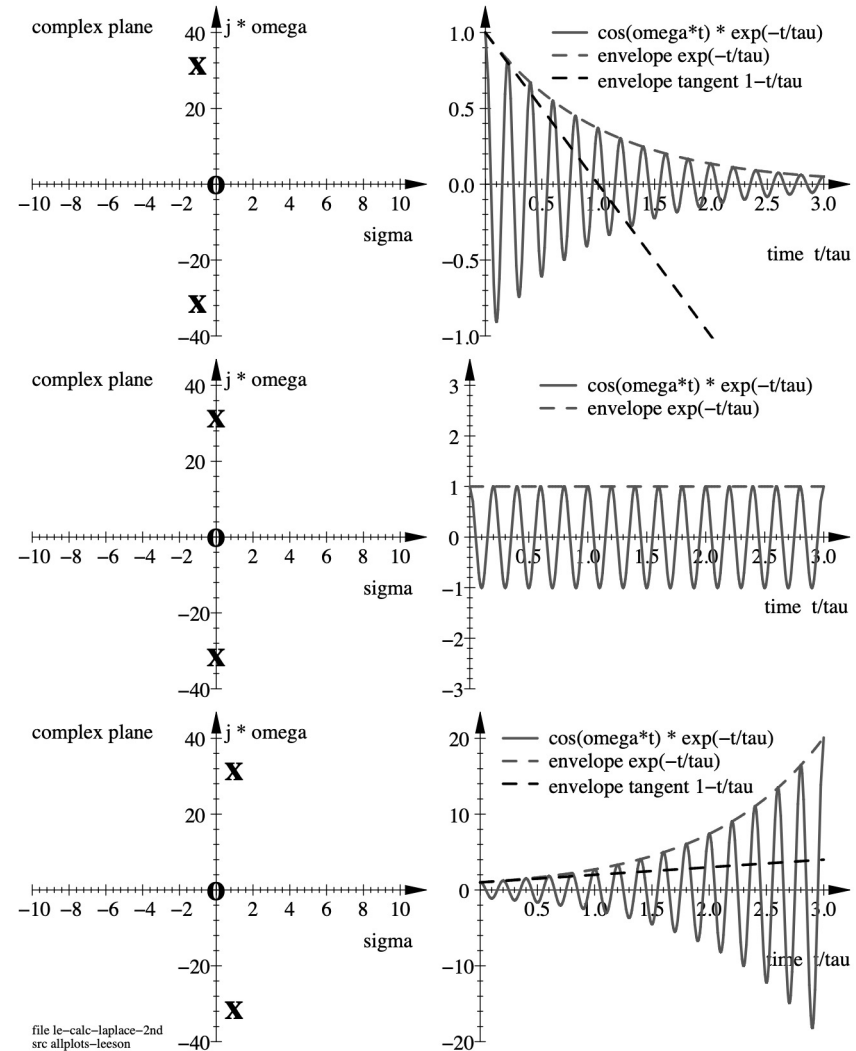 complex plane
40
j * omega
20
0
−10 −8 −6 −4 −2
2 4 6 8 10
sigma
−20
−40
X
X
1.0
cos(omega*t) * exp(−t/tau)
envelope exp(−t/tau)
envelope tangent 1−t/tau
0.5
0.0
0.5 1.0 1.5 2.0 2.5 3.0
time t/tau
−0.5
−1.0
complex plane
40
j * omega
X
20
0
−10 −8 −6 −4 −2
2 4 6 8 10
sigma
−20
X
−40
3
cos(omega*t) * exp(−t/tau)
envelope exp(−t/tau)
2
1
0
0.5 1.0 1.5 2.0 2.5 3.0
−1
time t/tau
−2
−3
complex plane
40
j * omega
X
20
0
−10 −8 −6 −4 −2
2 4 6 8 10
sigma
−20
X
−40
20
cos(omega*t) * exp(−t/tau)
envelope exp(−t/tau)
envelope tangent 1−t/tau
10
0
0.5 1.0 1.5 2.0 2.5 3.0
time t/tau
−10
−20
file le−calc−laplace−2nd
src allplots−leeson